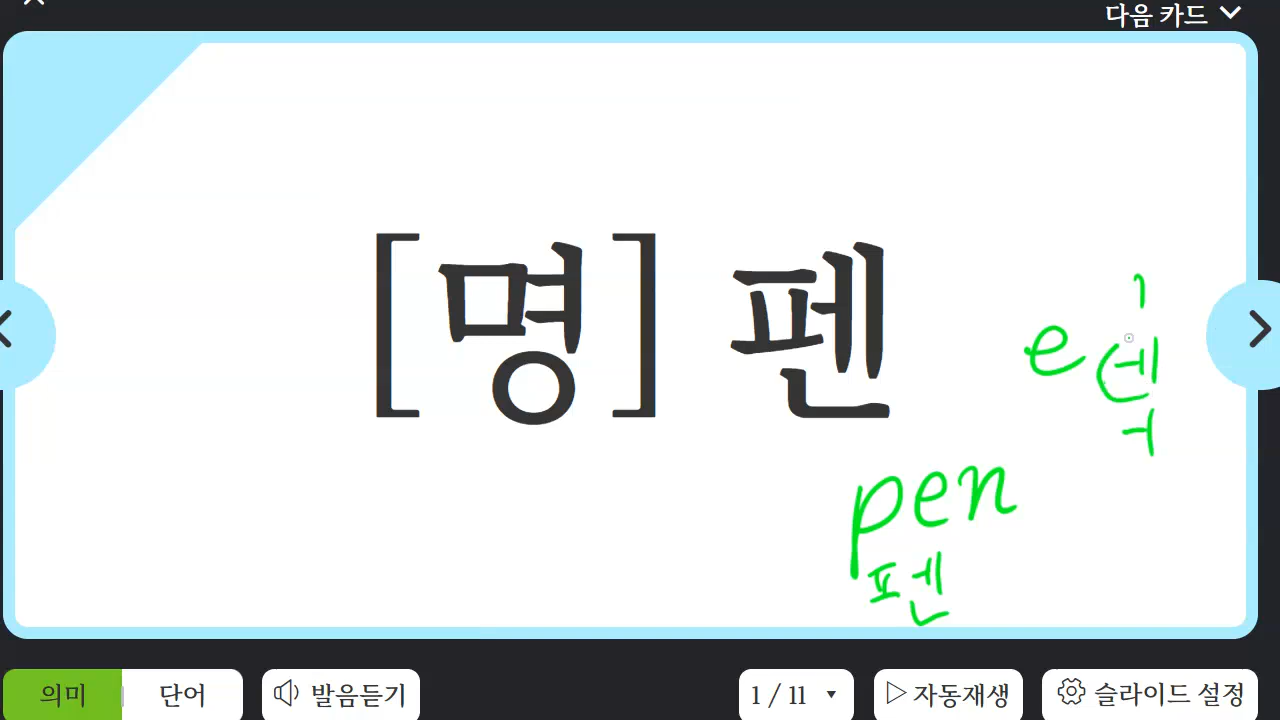 다음 카드
[명] 펜
ㅣ
e ㅔ
ㅓ
pen
펜
의미 단어 발음듣기 1 / 11 자동재생 슬라이드 설정